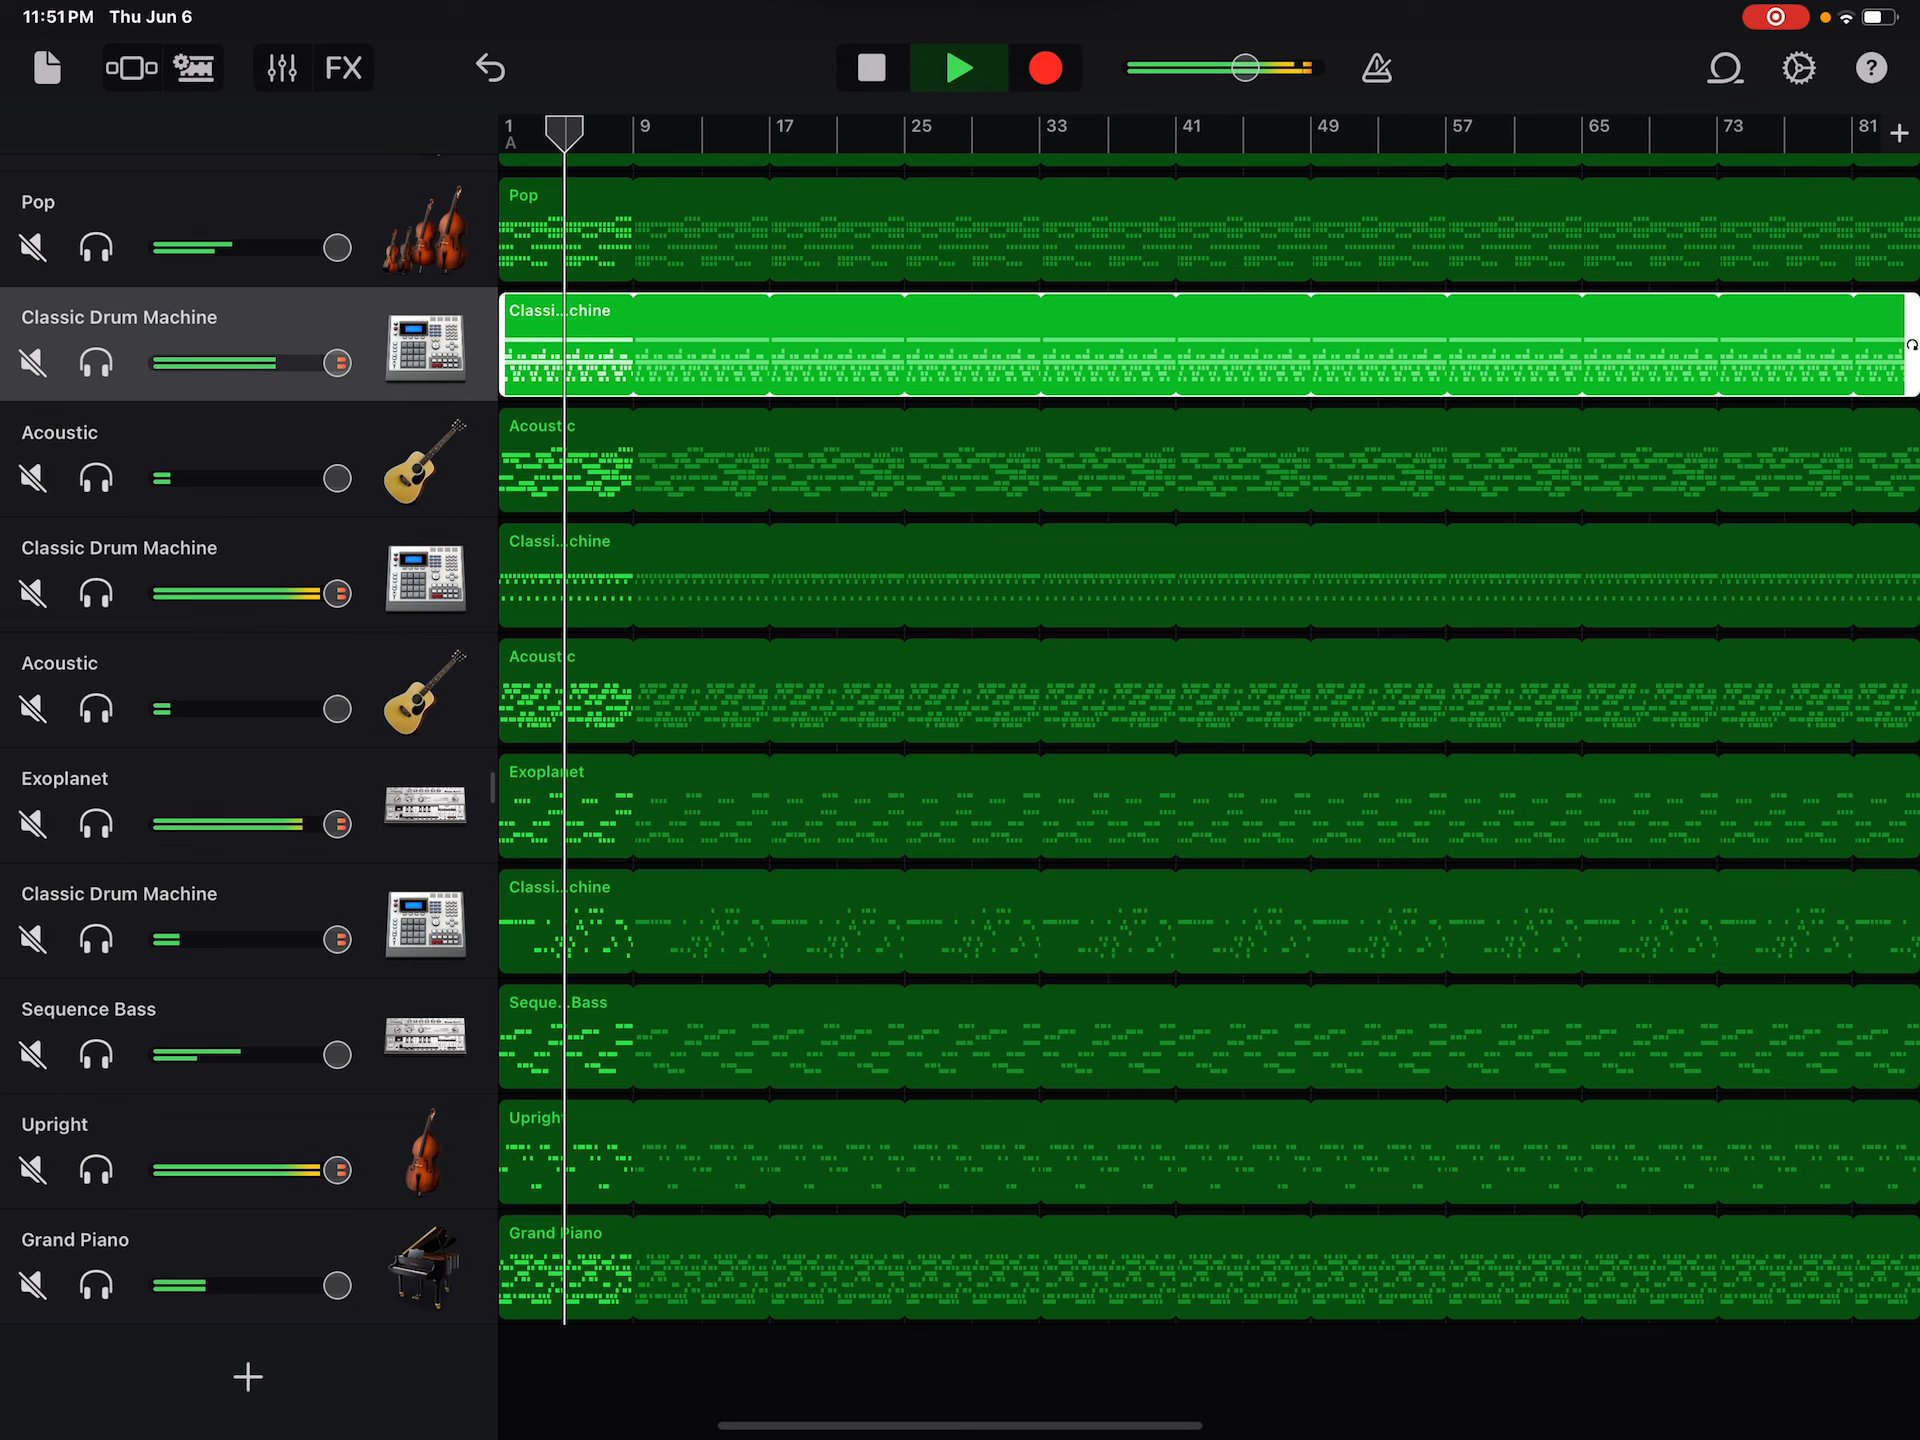 11:51 PM Thu Jun 6
FX
1 9 17 25 33 41 49 57 65 73 81
A
Pop
Pop
Classic Drum Machine
Classi...chine
Acoustic
Acoustic
Classic Drum Machine
Classi...chine
Acoustic
Acoustic
Exoplanet
Exoplanet
Classic Drum Machine
Classi...chine
Sequence Bass
Seque...Bass
Upright
Upright
Grand Piano
Grand Piano